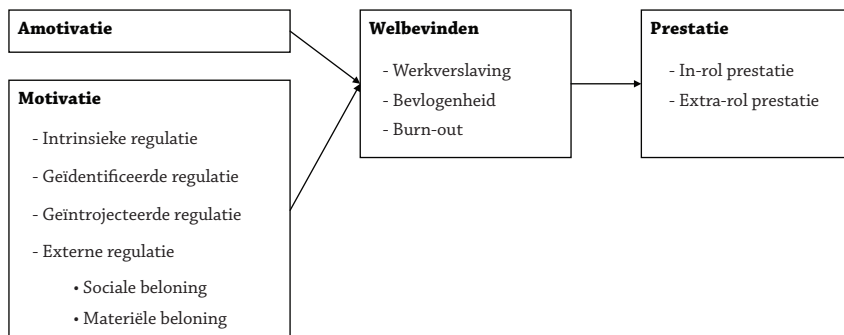 Amotivatie
Motivatie
- Intrinsieke regulatie
- Geïdentificeerde regulatie
- Geïntrojecteerde regulatie
- Externe regulatie
• Sociale beloning
• Materiële beloning
Welbevinden
- Werkverslaving
- Bevlogenheid
- Burn-out
Prestatie
- In-rol prestatie
- Extra-rol prestatie